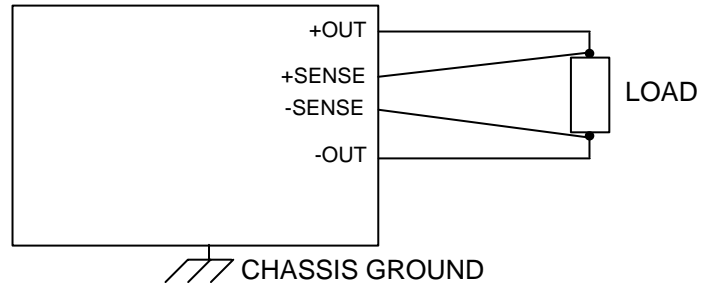 +OUT
+SENSE
-SENSE
LOAD
-OUT
CHASSIS GROUND